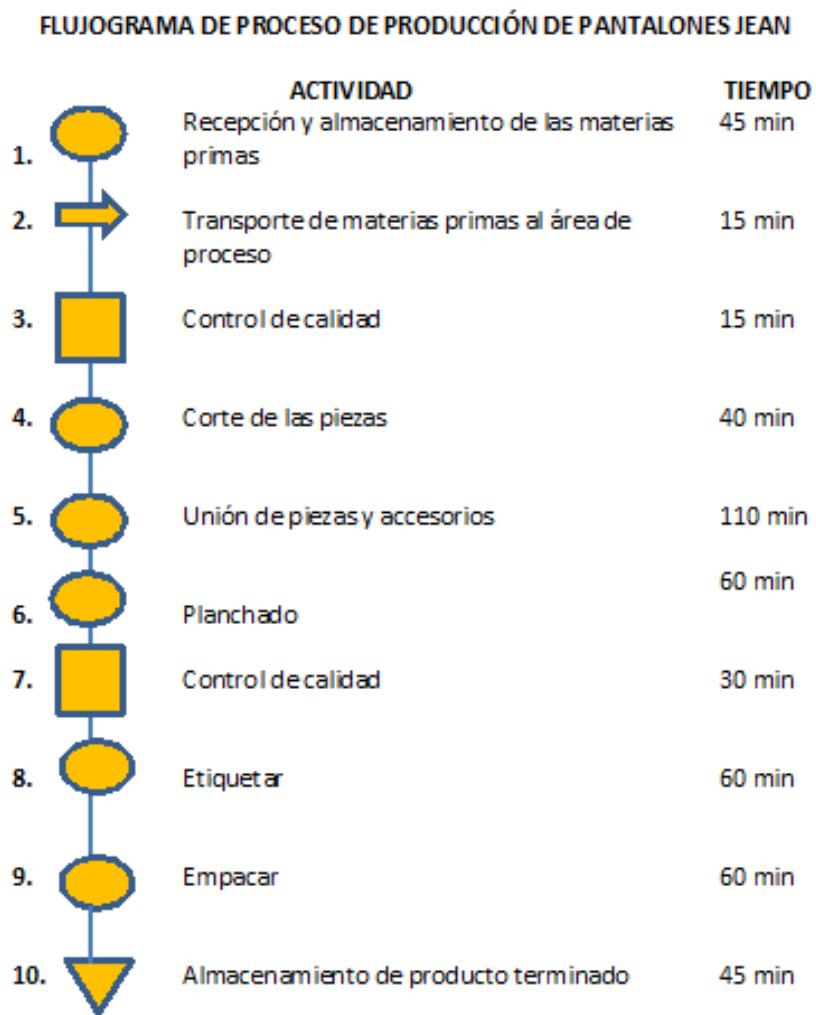 FLUJOGRAMA DE PROCESO DE PRODUCCIÓN DE PANTALONES JEAN
ACTIVIDAD TIEMPO
1. Recepción y almacenamiento de las materias 45 min
primas
2. Transporte de materias primas al área de 15 min
proceso
3. Control de calidad 15 min
4. Corte de las piezas 40 min
5. Unión de piezas y accesorios 110 min
6. Planchado 60 min
7. Control de calidad 30 min
8. Etiquetar 60 min
9. Empacar 60 min
10. Almacenamiento de producto terminado 45 min